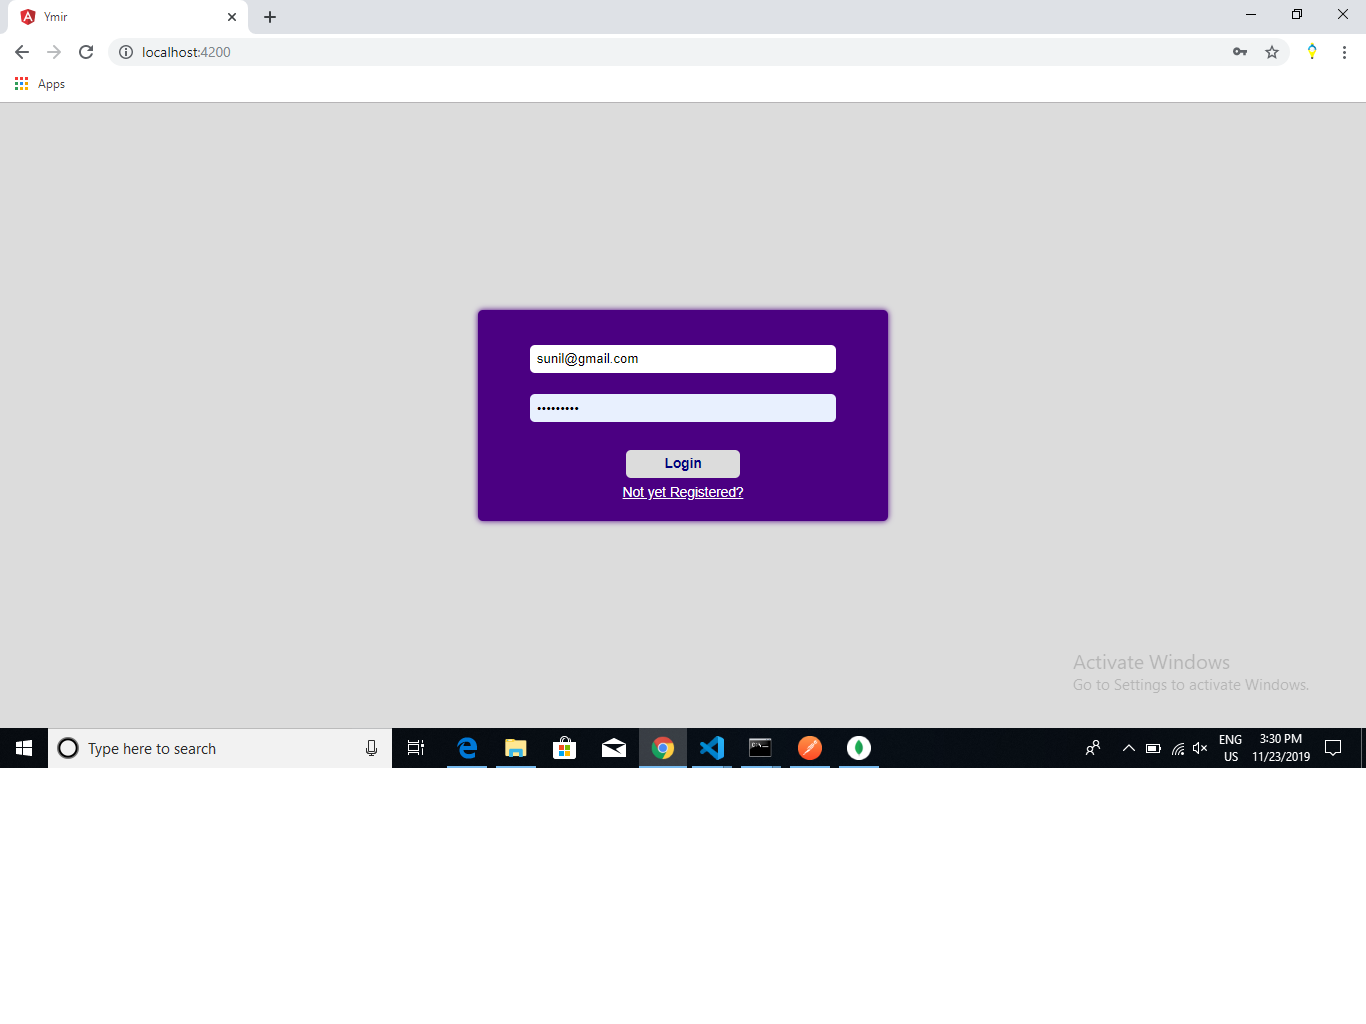 Ymir
localhost:4200
Apps
sunil@gmail.com
•••••••••
Login
Not yet Registered?
Activate Windows
Go to Settings to activate Windows.
Type here to search
ENG
US
3:30 PM
11/23/2019